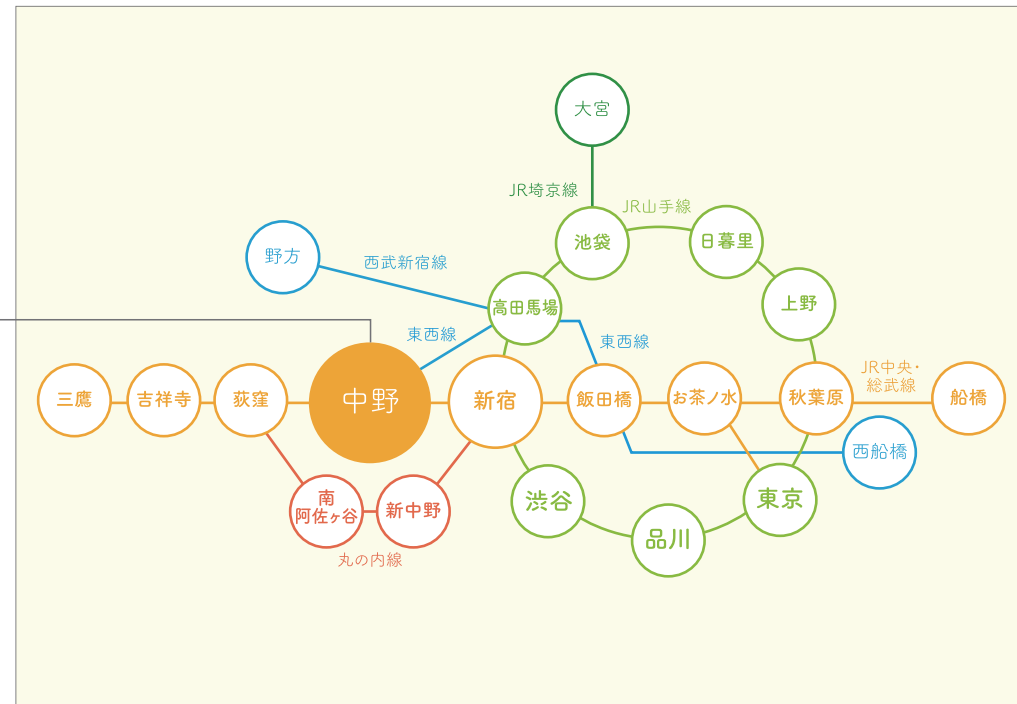 大宮
JR埼京線
JR山手線
池袋
日暮里
野方
西武新宿線
高田馬場
上野
東西線
東西線
JR中央・
総武線
三鷹
吉祥寺
荻窪
中野
新宿
飯田橋
お茶ノ水
秋葉原
船橋
西船橋
南
阿佐ヶ谷
新中野
渋谷
東京
品川
丸の内線